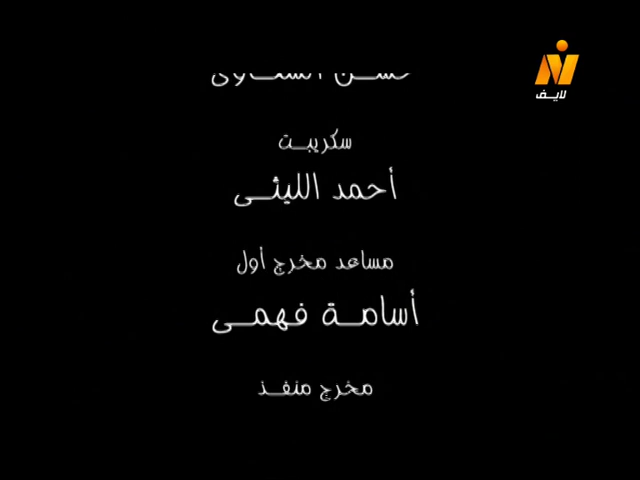 لايف
سكريبت
أحمد الليثى
مساعد مخرج أول
أسامة فهمى
مخرج منفذ